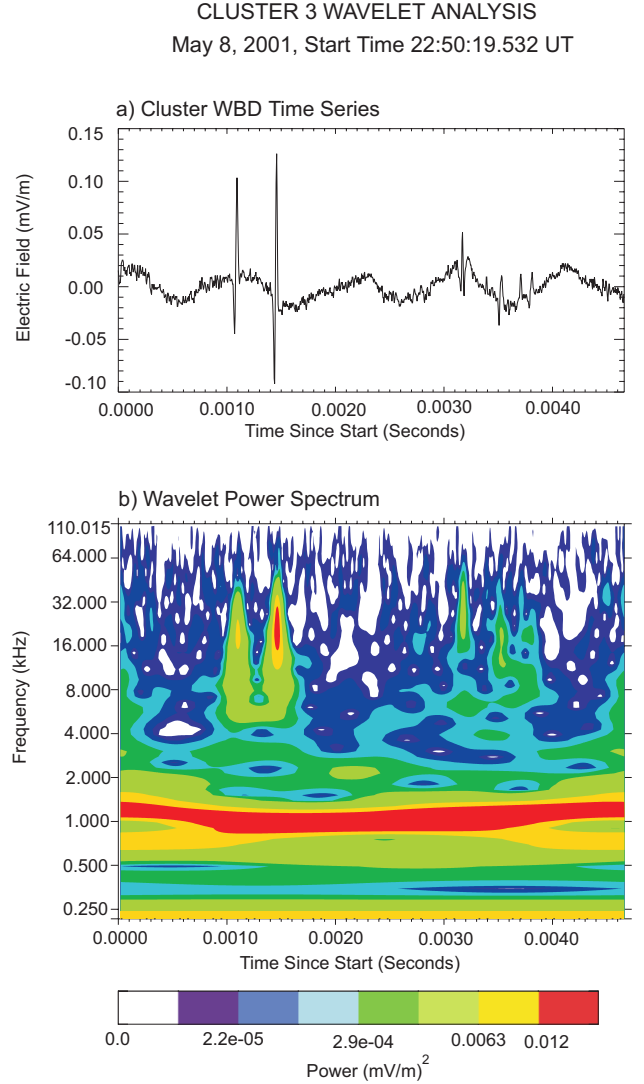 CLUSTER 3 WAVELET ANALYSIS
May 8, 2001, Start Time 22:50:19.532 UT
a) Cluster WBD Time Series
Electric Field (mV/m)
0.15
0.10
0.05
0.00
-0.05
-0.10
0.0000 0.0010 0.0020 0.0030 0.0040
Time Since Start (Seconds)
b) Wavelet Power Spectrum
Frequency (kHz)
110.015
64.000
32.000
16.000
8.000
4.000
2.000
1.000
0.500
0.250
0.0000 0.0010 0.0020 0.0030 0.0040
Time Since Start (Seconds)
0.0 2.2e-05 2.9e-04 0.0063 0.012
Power (mV/m)2